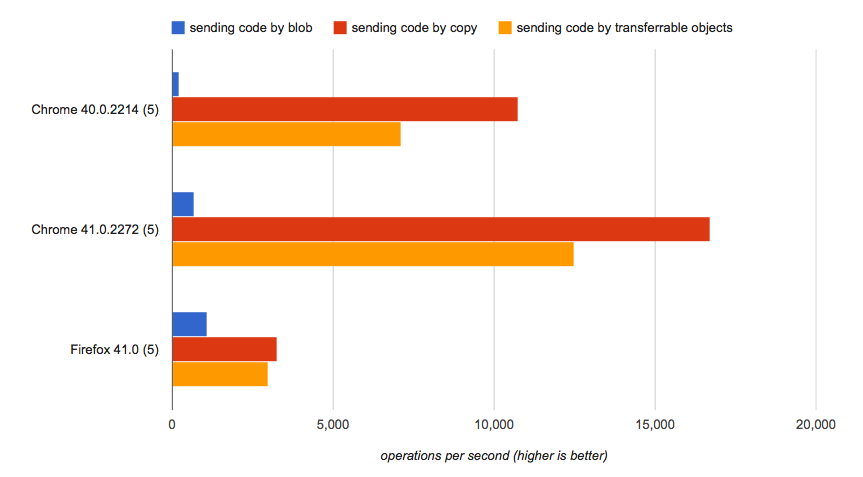 sending code by blob sending code by copy sending code by transferrable objects
Chrome 40.0.2214 (5)
Chrome 41.0.2272 (5)
Firefox 41.0 (5)
0 5,000 10,000 15,000 20,000
operations per second (higher is better)